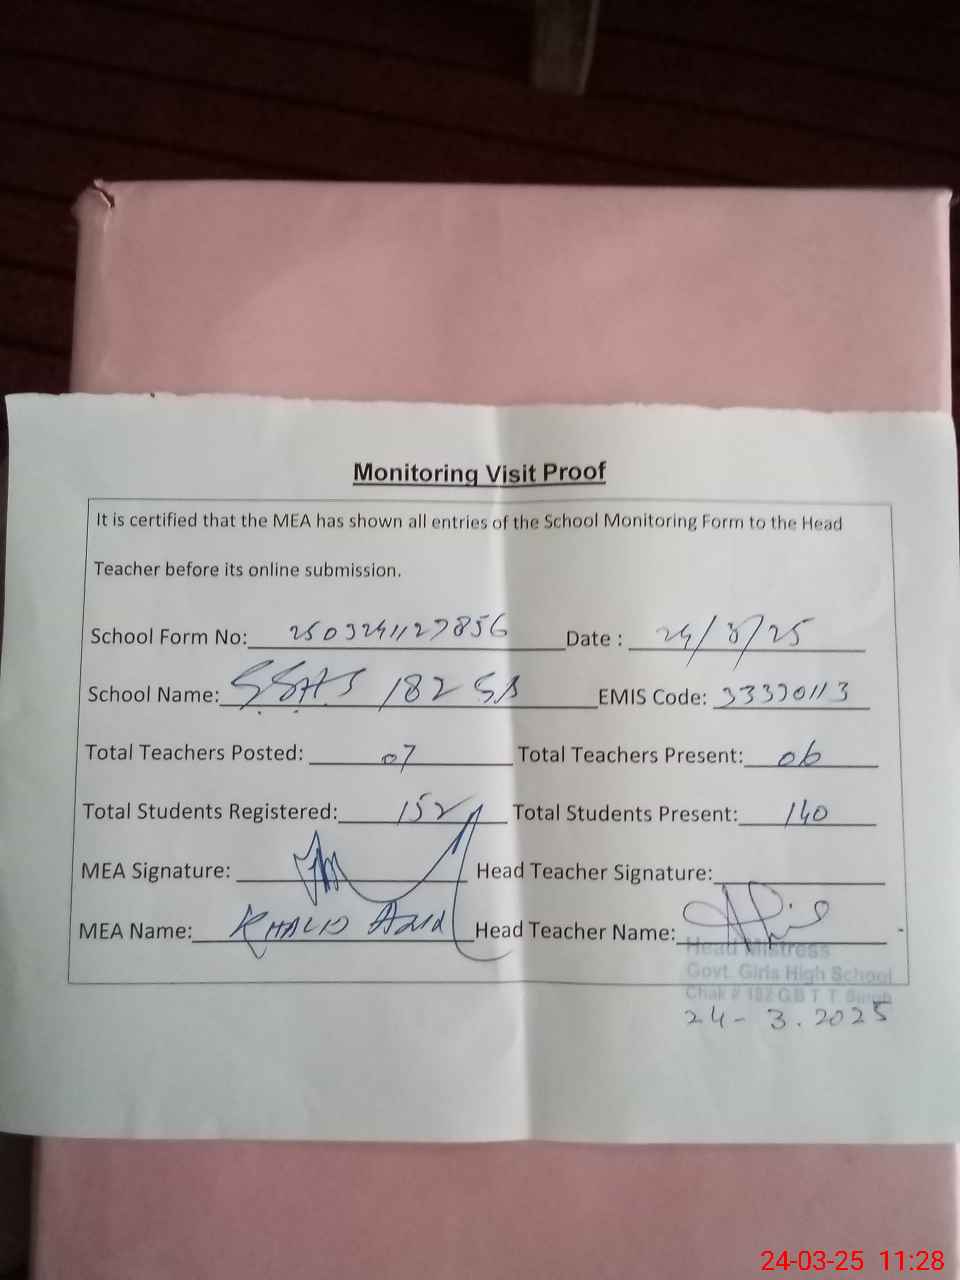 Monitoring Visit Proof
It is certified that the MEA has shown all entries of the School Monitoring Form to the Head
Teacher before its online submission.
School Form No: 2503241127856 Date : 24/3/25
School Name: 182 GB EMIS Code: 33330113
Total Teachers Posted: 07 Total Teachers Present: 06
Total Students Registered: 152 Total Students Present: 140
MEA Signature: Head Teacher Signature:
MEA Name: KHALID Head Teacher Name:
Head Mistress
Govt. Girls High School
Chak # 182 GB T.T. Singh
24-3.2025
24-03-25 11:28